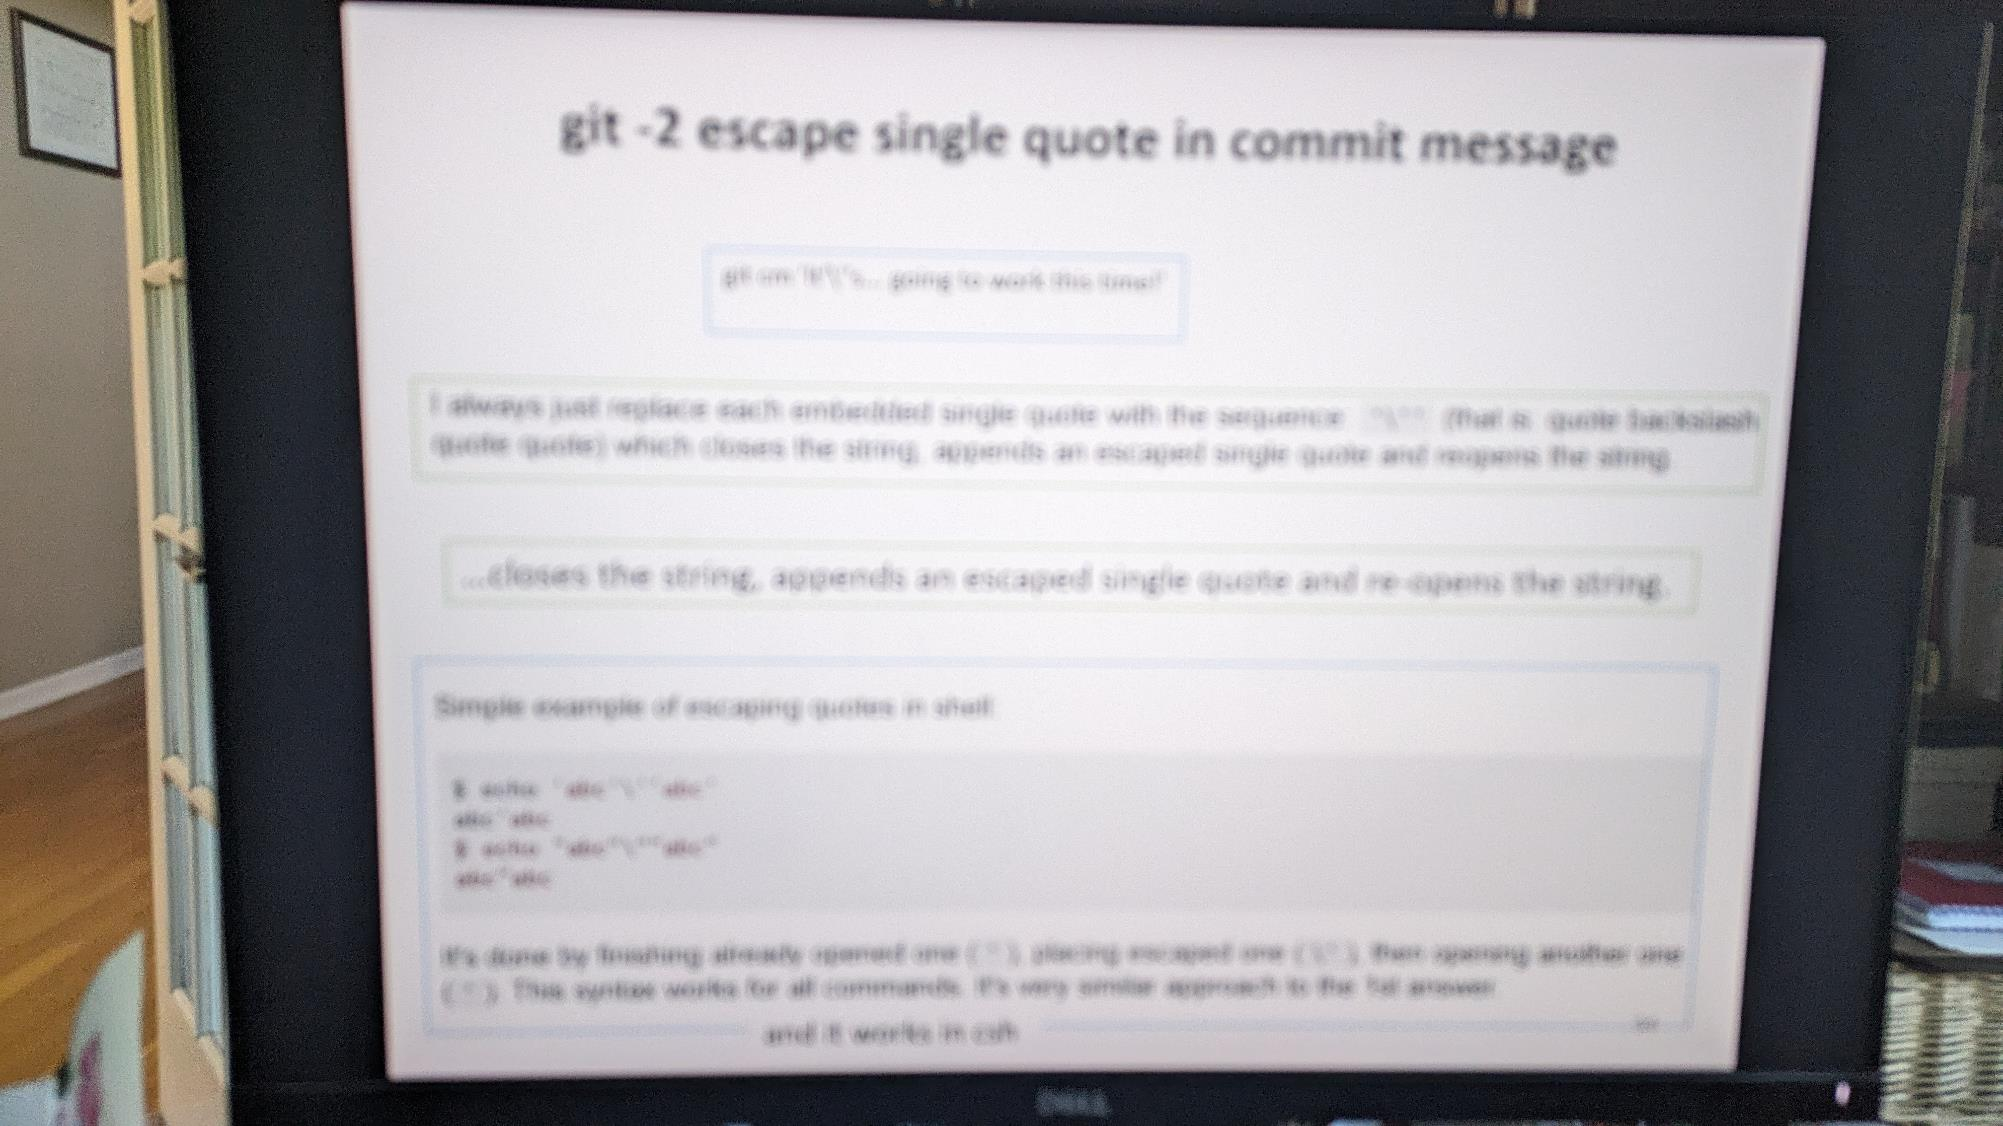 git -2 escape single quote in commit message
git cm 'it'\''s... going to work this time!'
I always just replace each embedded single quote with the sequence '\'' (that is quote backslash
quote quote) which closes the string, appends an escaped single quote and reopens the string
...closes the string, appends an escaped single quote and re-opens the string.
Simple example of escaping quotes in shell:
$ echo 'abc'\''abc'
abc'abc
$ echo "abc"\""abc"
abc"abc
It's done by finishing already opened one ( ), placing escaped one ( ), then opening another one
( ). This syntax works for all commands. It's very similar approach to the 1st answer.
and it works in csh
DELL